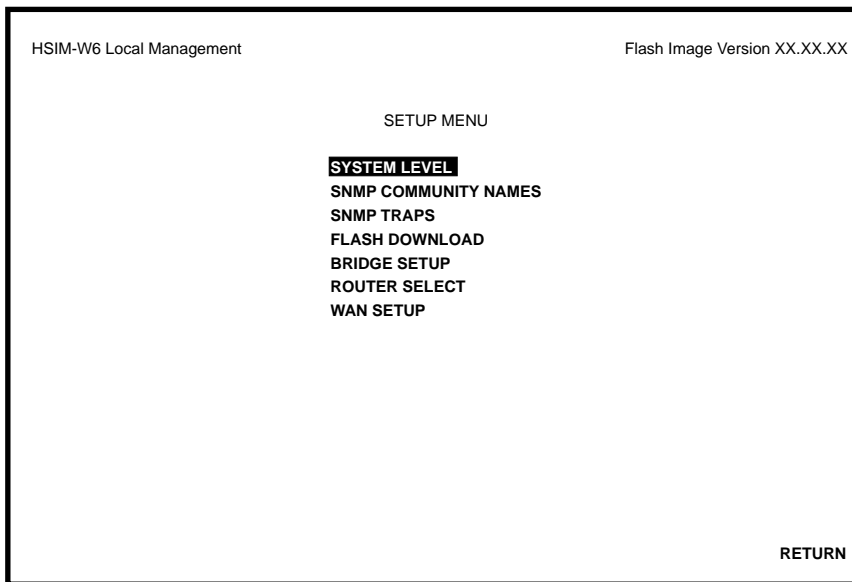 HSIM-W6 Local Management Flash Image Version XX.XX.XX
SETUP MENU
SYSTEM LEVEL
SNMP COMMUNITY NAMES
SNMP TRAPS
FLASH DOWNLOAD
BRIDGE SETUP
ROUTER SELECT
WAN SETUP
RETURN